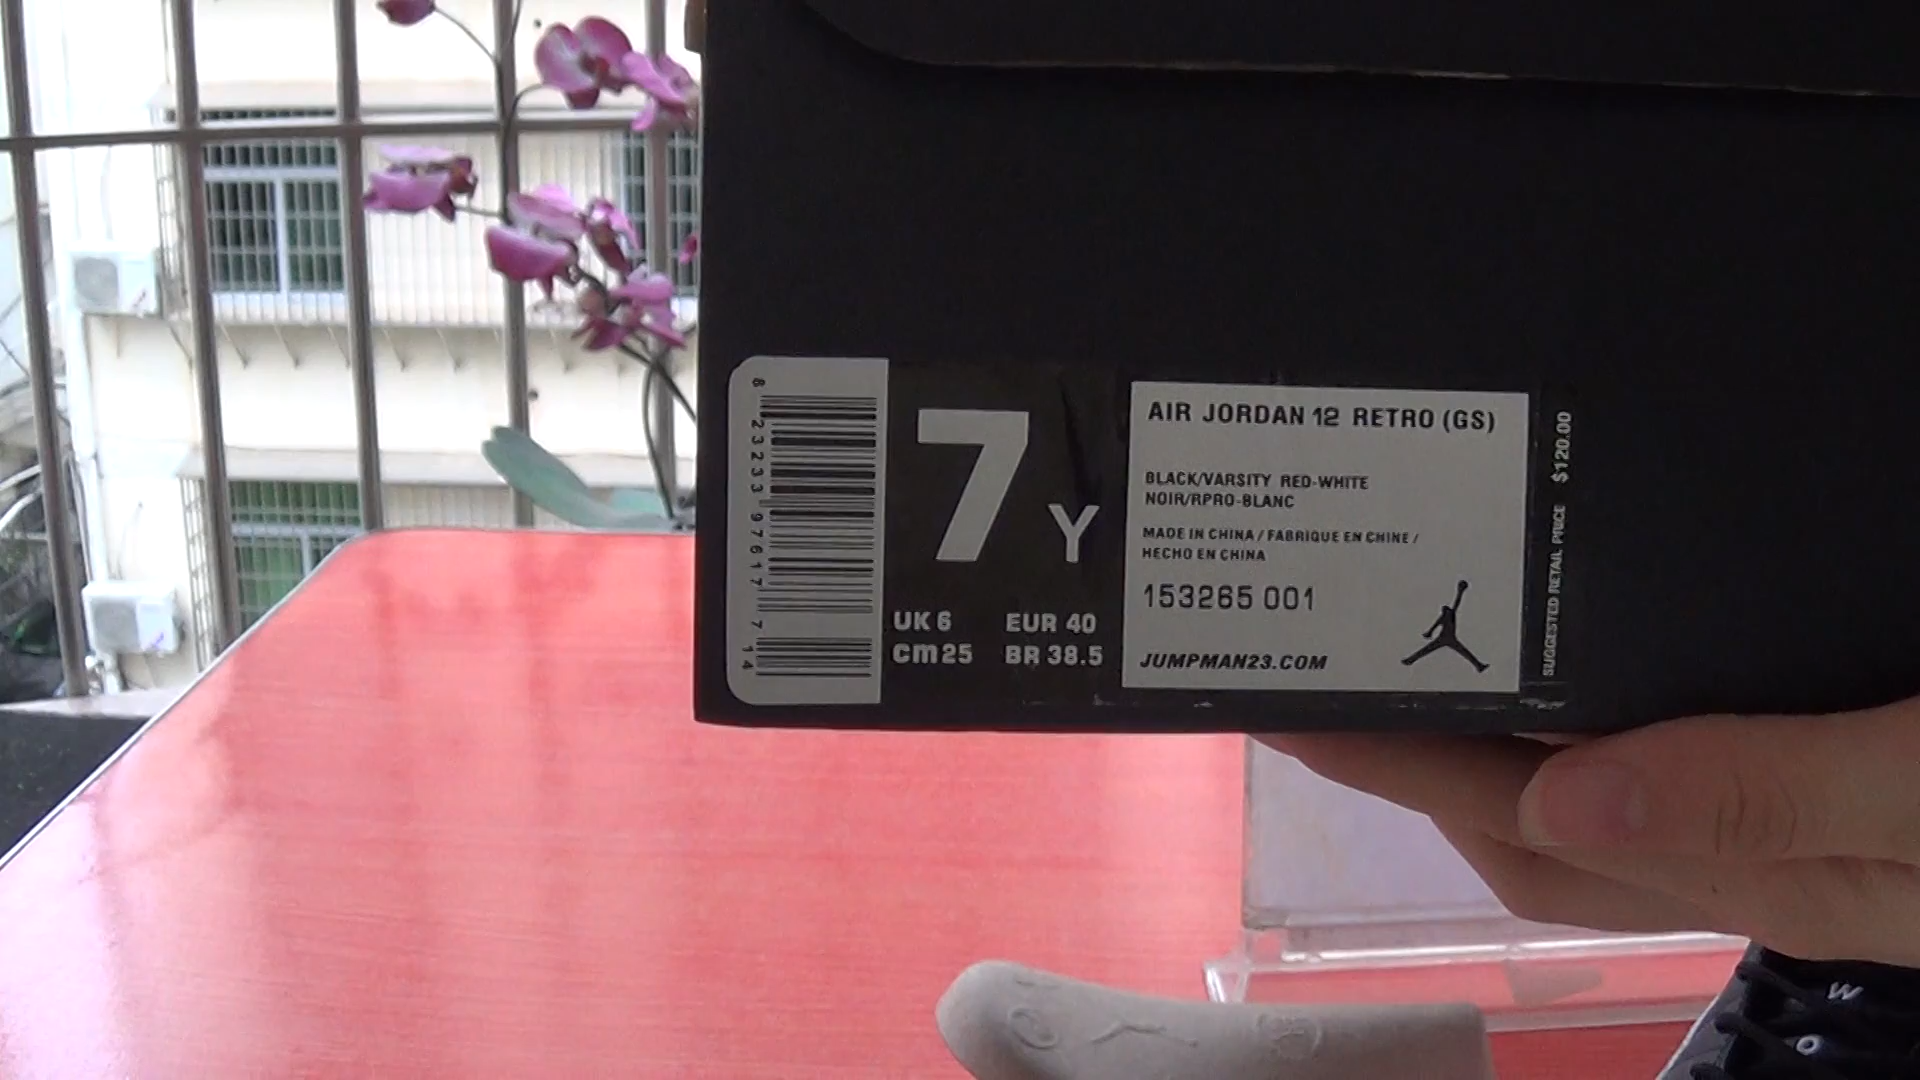 8 23233 97617 7 14
7Y
UK 6 EUR 40
CM 25 BR 38.5
AIR JORDAN 12 RETRO (GS)
BLACK/VARSITY RED-WHITE
NOIR/RPRO-BLANC
MADE IN CHINA / FABRIQUE EN CHINE /
HECHO EN CHINA
153265 001
JUMPMAN23.COM
SUGGESTED RETAIL PRICE $120.00
W
O